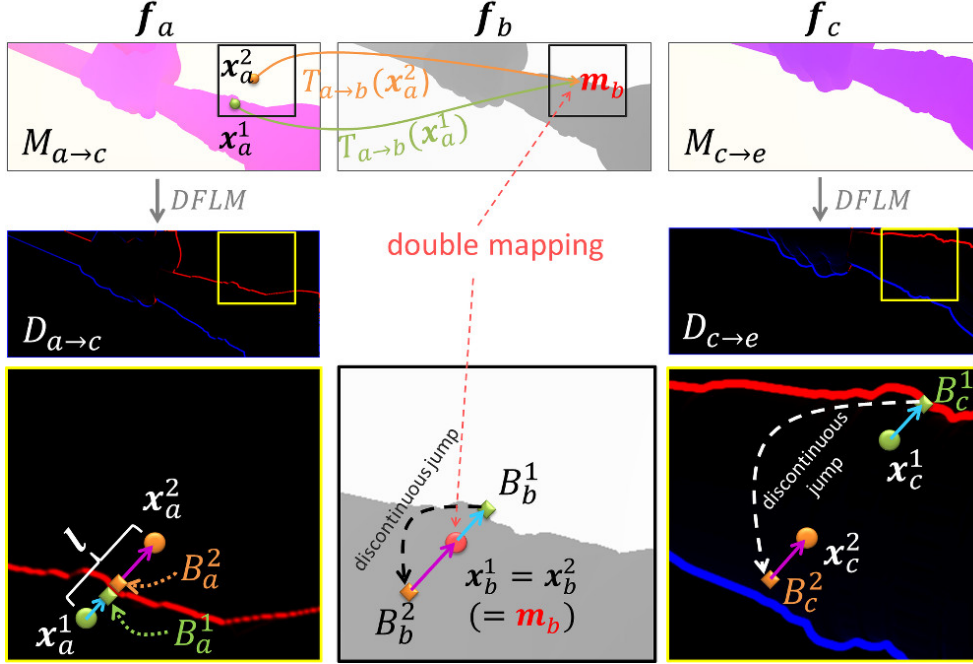 f_a f_b f_c
x_a^2
T_{a→b}(x_a^2)
m_b
x_a^1
T_{a→b}(x_a^1)
M_{a→c}
M_{c→e}
DFLM
DFLM
double mapping
D_{a→c}
D_{c→e}
x_a^2
l
B_a^2
x_a^1
B_a^1
discontinuous jump
B_b^1
x_b^1 = x_b^2
(= m_b)
B_b^2
B_c^1
discontinuous
jump
x_c^1
x_c^2
B_c^2